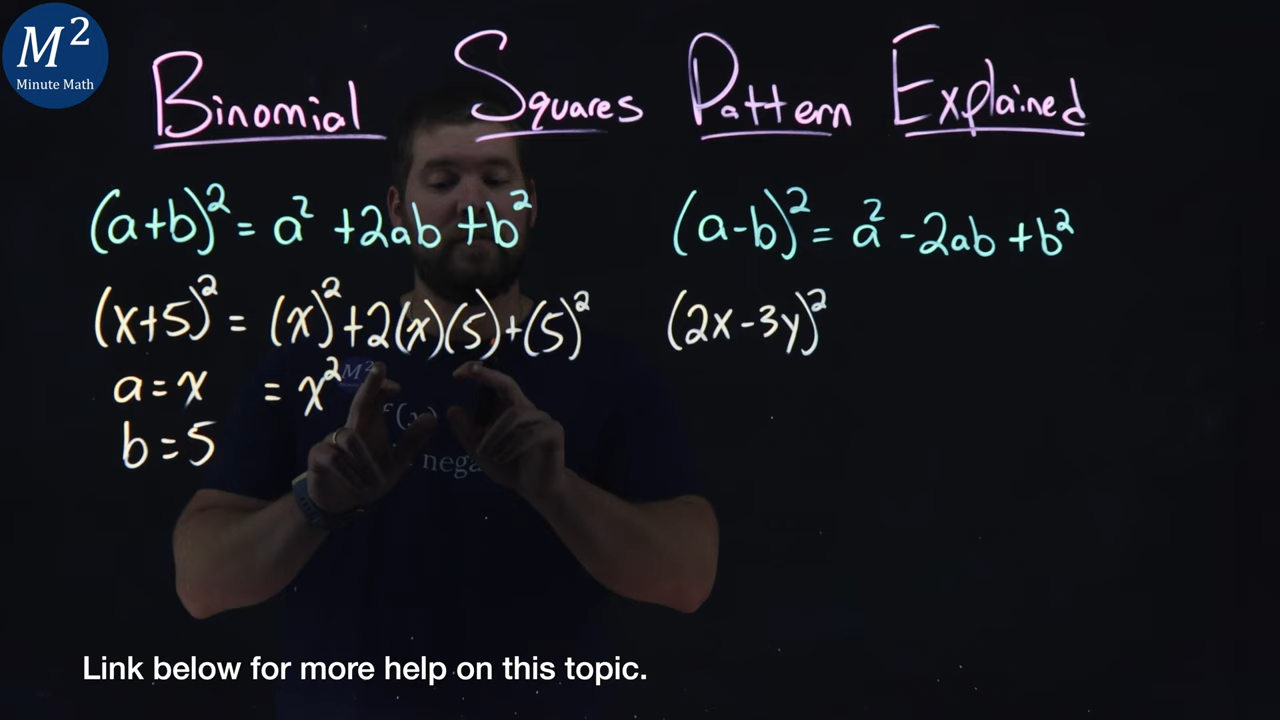 M²
Minute Math
Binomial Squares Pattern Explained
(a+b)² = a² +2ab +b²
(a-b)² = a² -2ab +b²
(x+5)² = (x)² +2(x)(5)+(5)²
(2x-3y)²
a=x = x²
b=5
M²
Link below for more help on this topic.